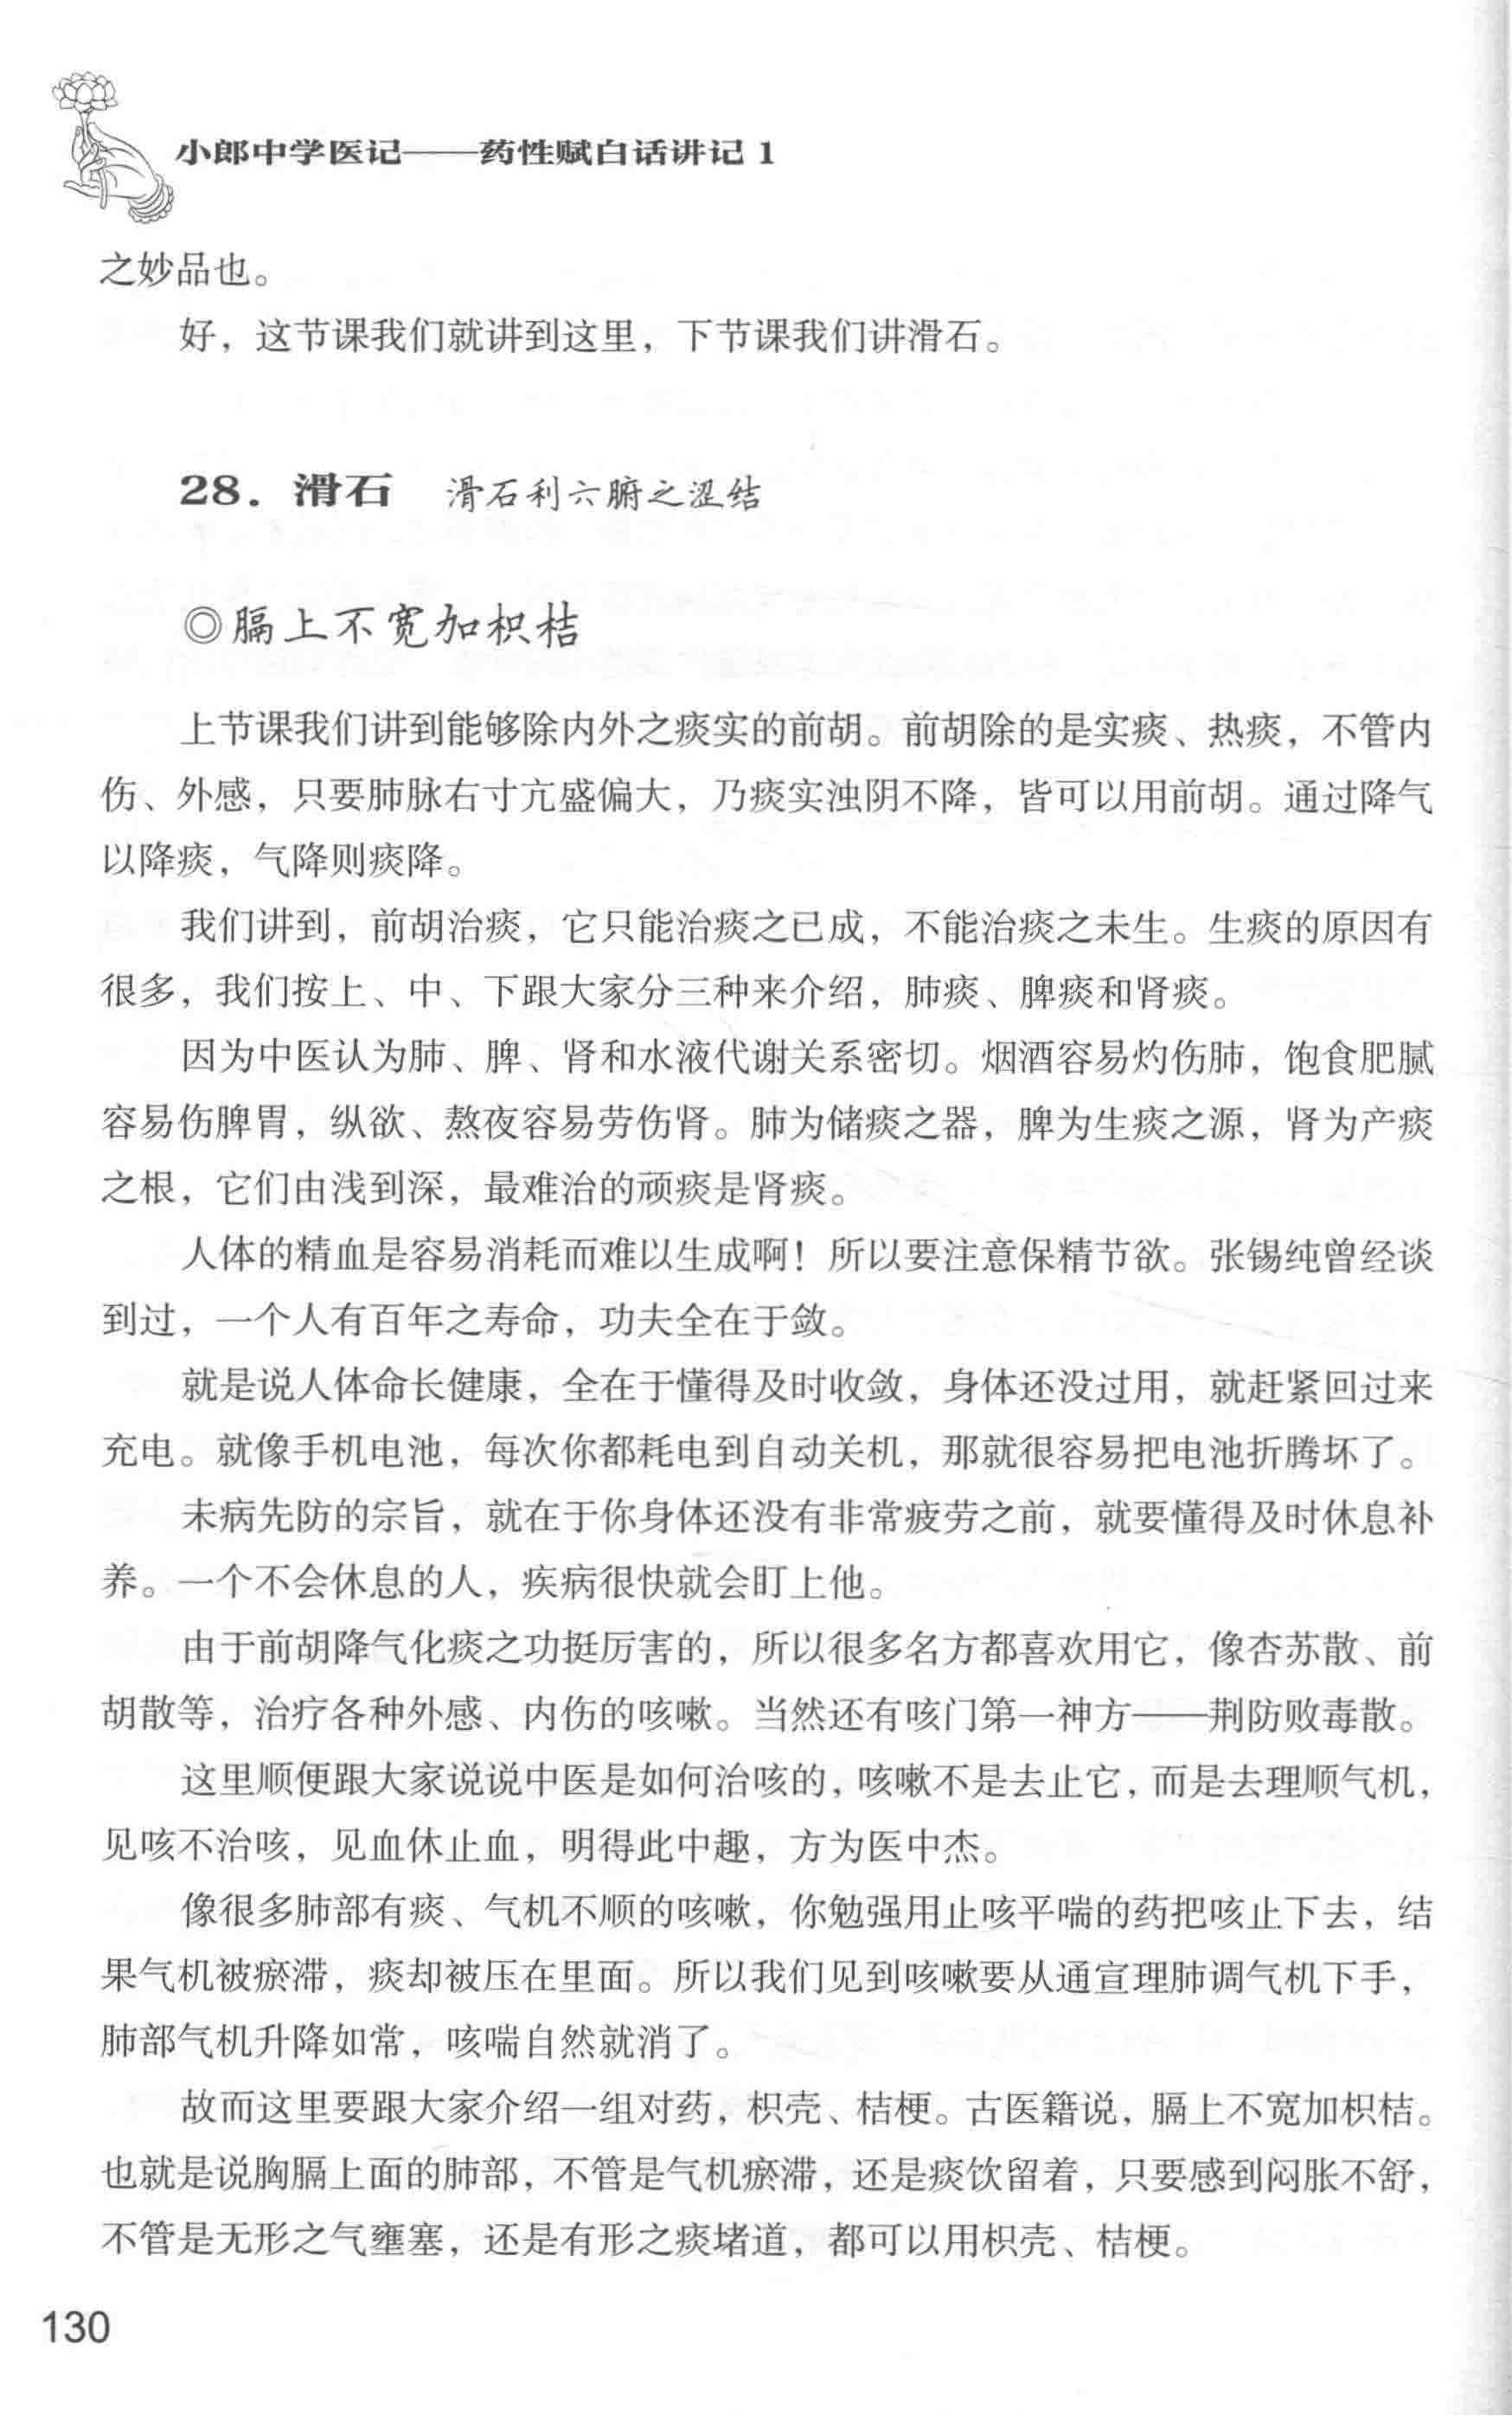 小郎中学医记——药性赋白话讲记 1
之妙品也。
好，这节课我们就讲到这里，下节课我们讲滑石。
28．滑石 滑石利六腑之涩结
◎膈上不宽加枳桔
上节课我们讲到能够除内外之痰实的前胡。前胡除的是实痰、热痰，不管内
伤、外感，只要肺脉右寸亢盛偏大，乃痰实浊阴不降，皆可以用前胡。通过降气
以降痰，气降则痰降。
我们讲到，前胡治痰，它只能治痰之已成，不能治痰之未生。生痰的原因有
很多，我们按上、中、下跟大家分三种来介绍，肺痰、脾痰和肾痰。
因为中医认为肺、脾、肾和水液代谢关系密切。烟酒容易灼伤肺，饱食肥腻
容易伤脾胃，纵欲、熬夜容易劳伤肾。肺为储痰之器，脾为生痰之源，肾为产痰
之根，它们由浅到深，最难治的顽痰是肾痰。
人体的精血是容易消耗而难以生成啊！所以要注意保精节欲。张锡纯曾经谈
到过，一个人有百年之寿命，功夫全在于敛。
就是说人体命长健康，全在于懂得及时收敛，身体还没过用，就赶紧回过来
充电。就像手机电池，每次你都耗电到自动关机，那就很容易把电池折腾坏了。
未病先防的宗旨，就在于你身体还没有非常疲劳之前，就要懂得及时休息补
养。一个不会休息的人，疾病很快就会盯上他。
由于前胡降气化痰之功挺厉害的，所以很多名方都喜欢用它，像杏苏散、前
胡散等，治疗各种外感、内伤的咳嗽。当然还有咳门第一神方——荆防败毒散。
这里顺便跟大家说说中医是如何治咳的，咳嗽不是去止它，而是去理顺气机，
见咳不治咳，见血休止血，明得此中趣，方为医中杰。
像很多肺部有痰、气机不顺的咳嗽，你勉强用止咳平喘的药把咳止下去，结
果气机被瘀滞，痰却被压在里面。所以我们见到咳嗽要从通宣理肺调气机下手，
肺部气机升降如常，咳喘自然就消了。
故而这里要跟大家介绍一组对药，枳壳、桔梗。古医籍说，膈上不宽加枳桔。
也就是说胸膈上面的肺部，不管是气机瘀滞，还是痰饮留着，只要感到闷胀不舒，
不管是无形之气壅塞，还是有形之痰堵道，都可以用枳壳、桔梗。
130